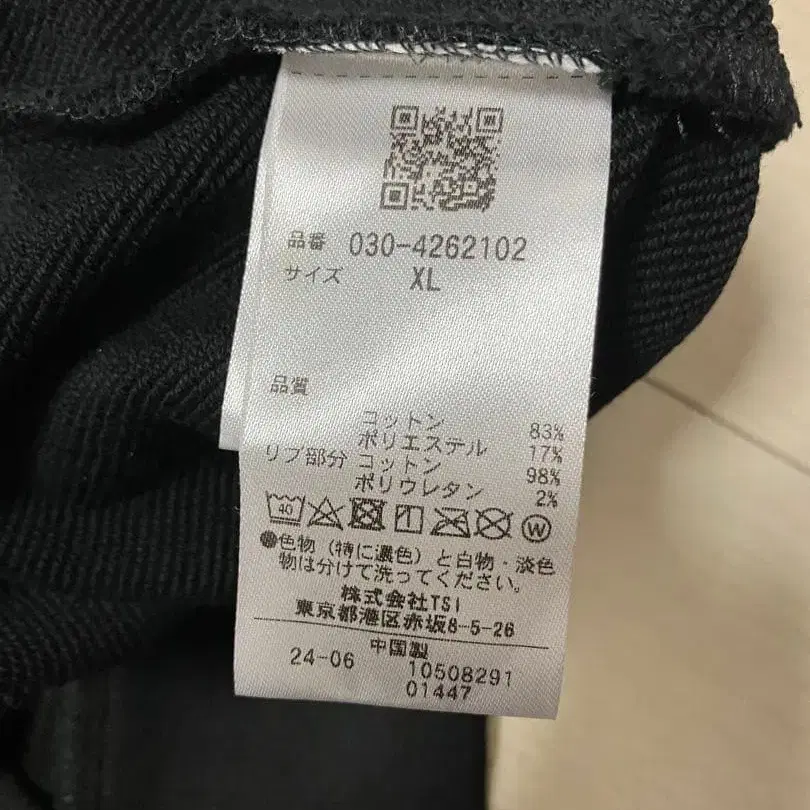 品番 030-4262102
サイズ XL
品質
コットン 83%
ポリエステル 17%
リブ部分 コットン 98%
ポリウレタン 2%
40 W
●色物（特に濃色）と白物・淡色
物は分けて洗ってください。
株式会社TSI
東京都港区赤坂8-5-26
中国製
24-06 10508291
01447